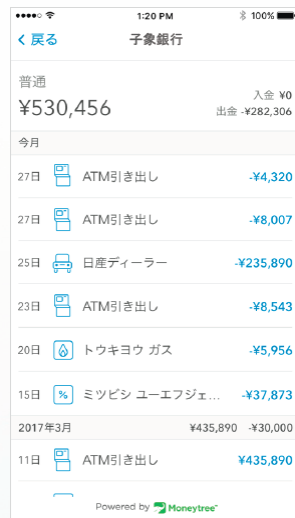 1:20 PM
100%
戻る
子象銀行
普通
¥530,456
入金 ¥0
出金 -¥282,306
今月
27日 ATM引き出し -¥4,320
27日 ATM引き出し -¥8,007
25日 日産ディーラー -¥235,890
23日 ATM引き出し -¥8,543
20日 トウキヨウ ガス -¥5,956
15日 % ミツビシ ユーエフジェ... -¥37,873
2017年3月 ¥435,890 -¥30,000
11日 ATM引き出し ¥435,890
Powered by Moneytree